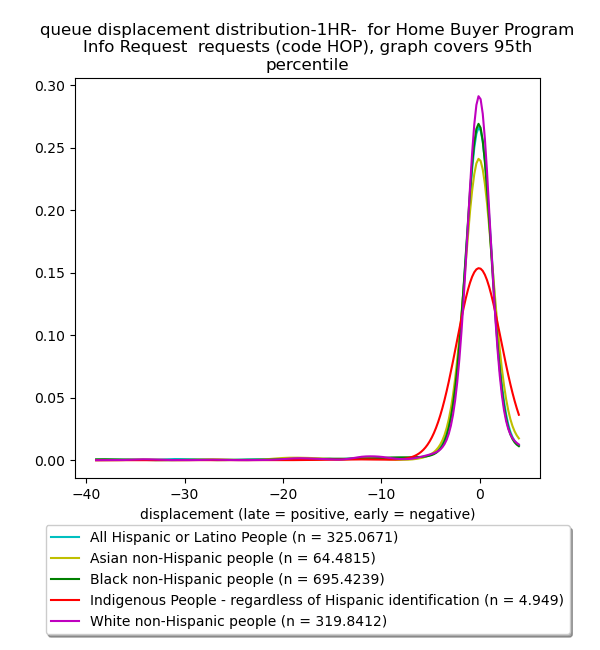 queue displacement distribution-1HR-  for Home Buyer Program
Info Request  requests (code HOP), graph covers 95th
percentile
0.30
0.25
0.20
0.15
0.10
0.05
0.00
−40
−30
−20
−10
0
displacement (late = positive, early = negative)
All Hispanic or Latino People (n = 325.0671)
Asian non-Hispanic people (n = 64.4815)
Black non-Hispanic people (n = 695.4239)
Indigenous People - regardless of Hispanic identification (n = 4.949)
White non-Hispanic people (n = 319.8412)